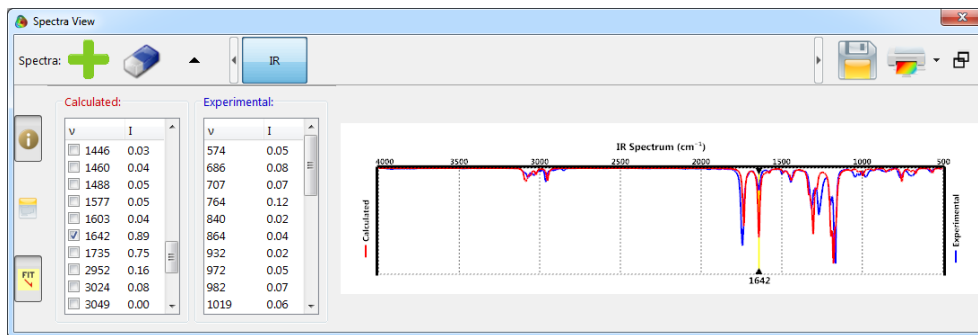 Spectra View
Spectra:
IR
Calculated:
Experimental:
ν I
1446 0.03
1460 0.04
1488 0.05
1577 0.05
1603 0.04
1642 0.89
1735 0.75
2952 0.16
3024 0.08
3049 0.00
ν I
574 0.05
686 0.08
707 0.07
764 0.12
840 0.02
864 0.04
932 0.02
972 0.05
982 0.07
1019 0.06
FIT
IR Spectrum (cm⁻¹)
4000 3500 3000 2500 2000 1500 1000 500
Calculated
Experimental
1642